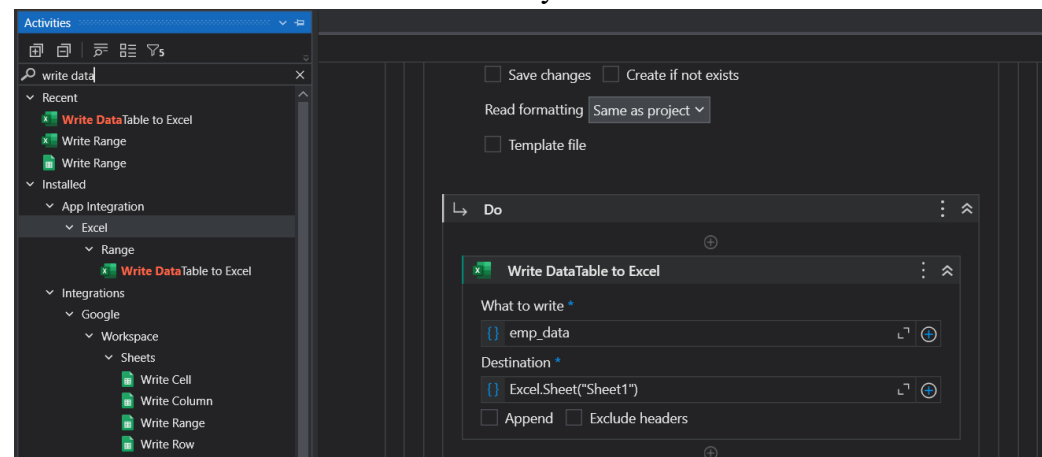 Activities
5
write data
Recent
Write DataTable to Excel
Write Range
Write Range
Installed
App Integration
Excel
Range
Write DataTable to Excel
Integrations
Google
Workspace
Sheets
Write Cell
Write Column
Write Range
Write Row
Save changes Create if not exists
Read formatting Same as project
Template file
Do
Write DataTable to Excel
What to write *
{} emp_data
Destination *
{} Excel.Sheet("Sheet1")
Append Exclude headers